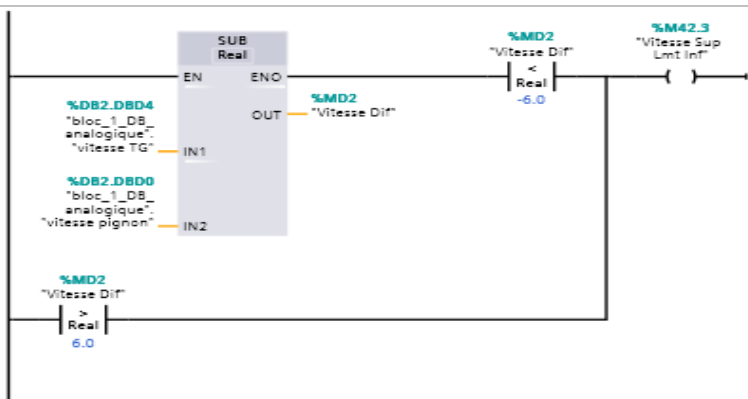 SUB
Real
EN
ENO
%DB2.DBD4
"bloc_1_DB_
analogique".
"vitesse TG"
IN1
OUT
%MD2
"Vitesse Dif"
%DB2.DBD0
"bloc_1_DB_
analogique".
"vitesse pignon"
IN2
%MD2
"Vitesse Dif"
<
Real
-6.0
%M42.3
"Vitesse Sup
Lmt Inf"
%MD2
"Vitesse Dif"
>
Real
6.0